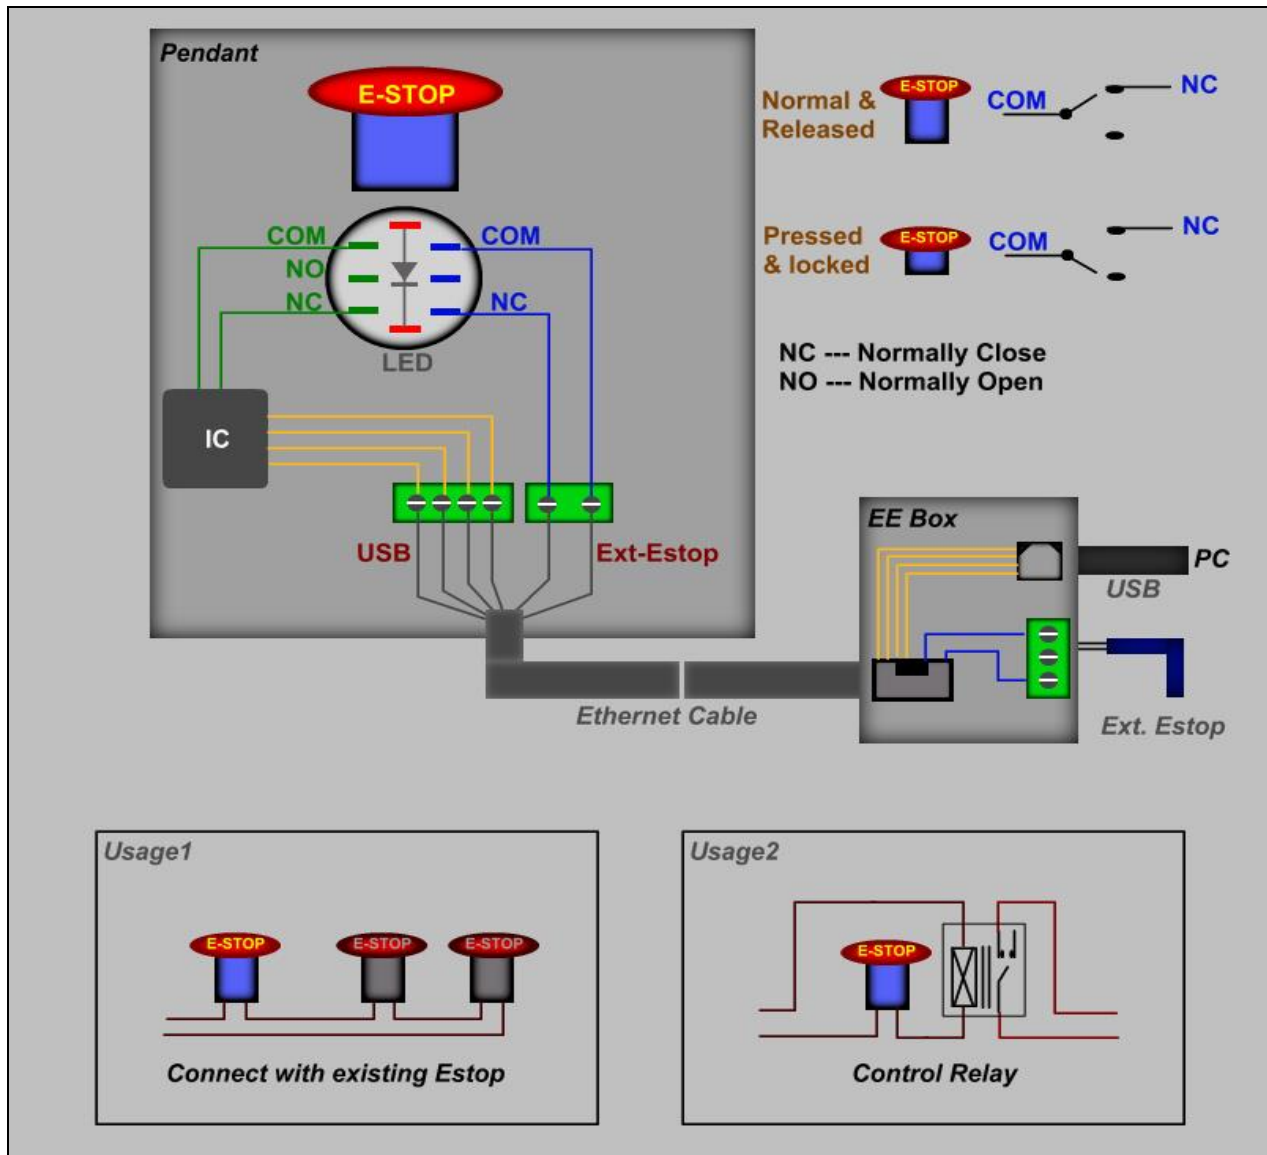 Pendant
E-STOP
COM
NO
NC
COM
NC
LED
IC
USB
Ext-Estop
Normal &
Released
E-STOP
COM
NC
Pressed
& locked
E-STOP
COM
NC
NC --- Normally Close
NO --- Normally Open
EE Box
PC
USB
Ext. Estop
Ethernet Cable
Usage1
E-STOP
E-STOP
E-STOP
Connect with existing Estop
Usage2
E-STOP
Control Relay